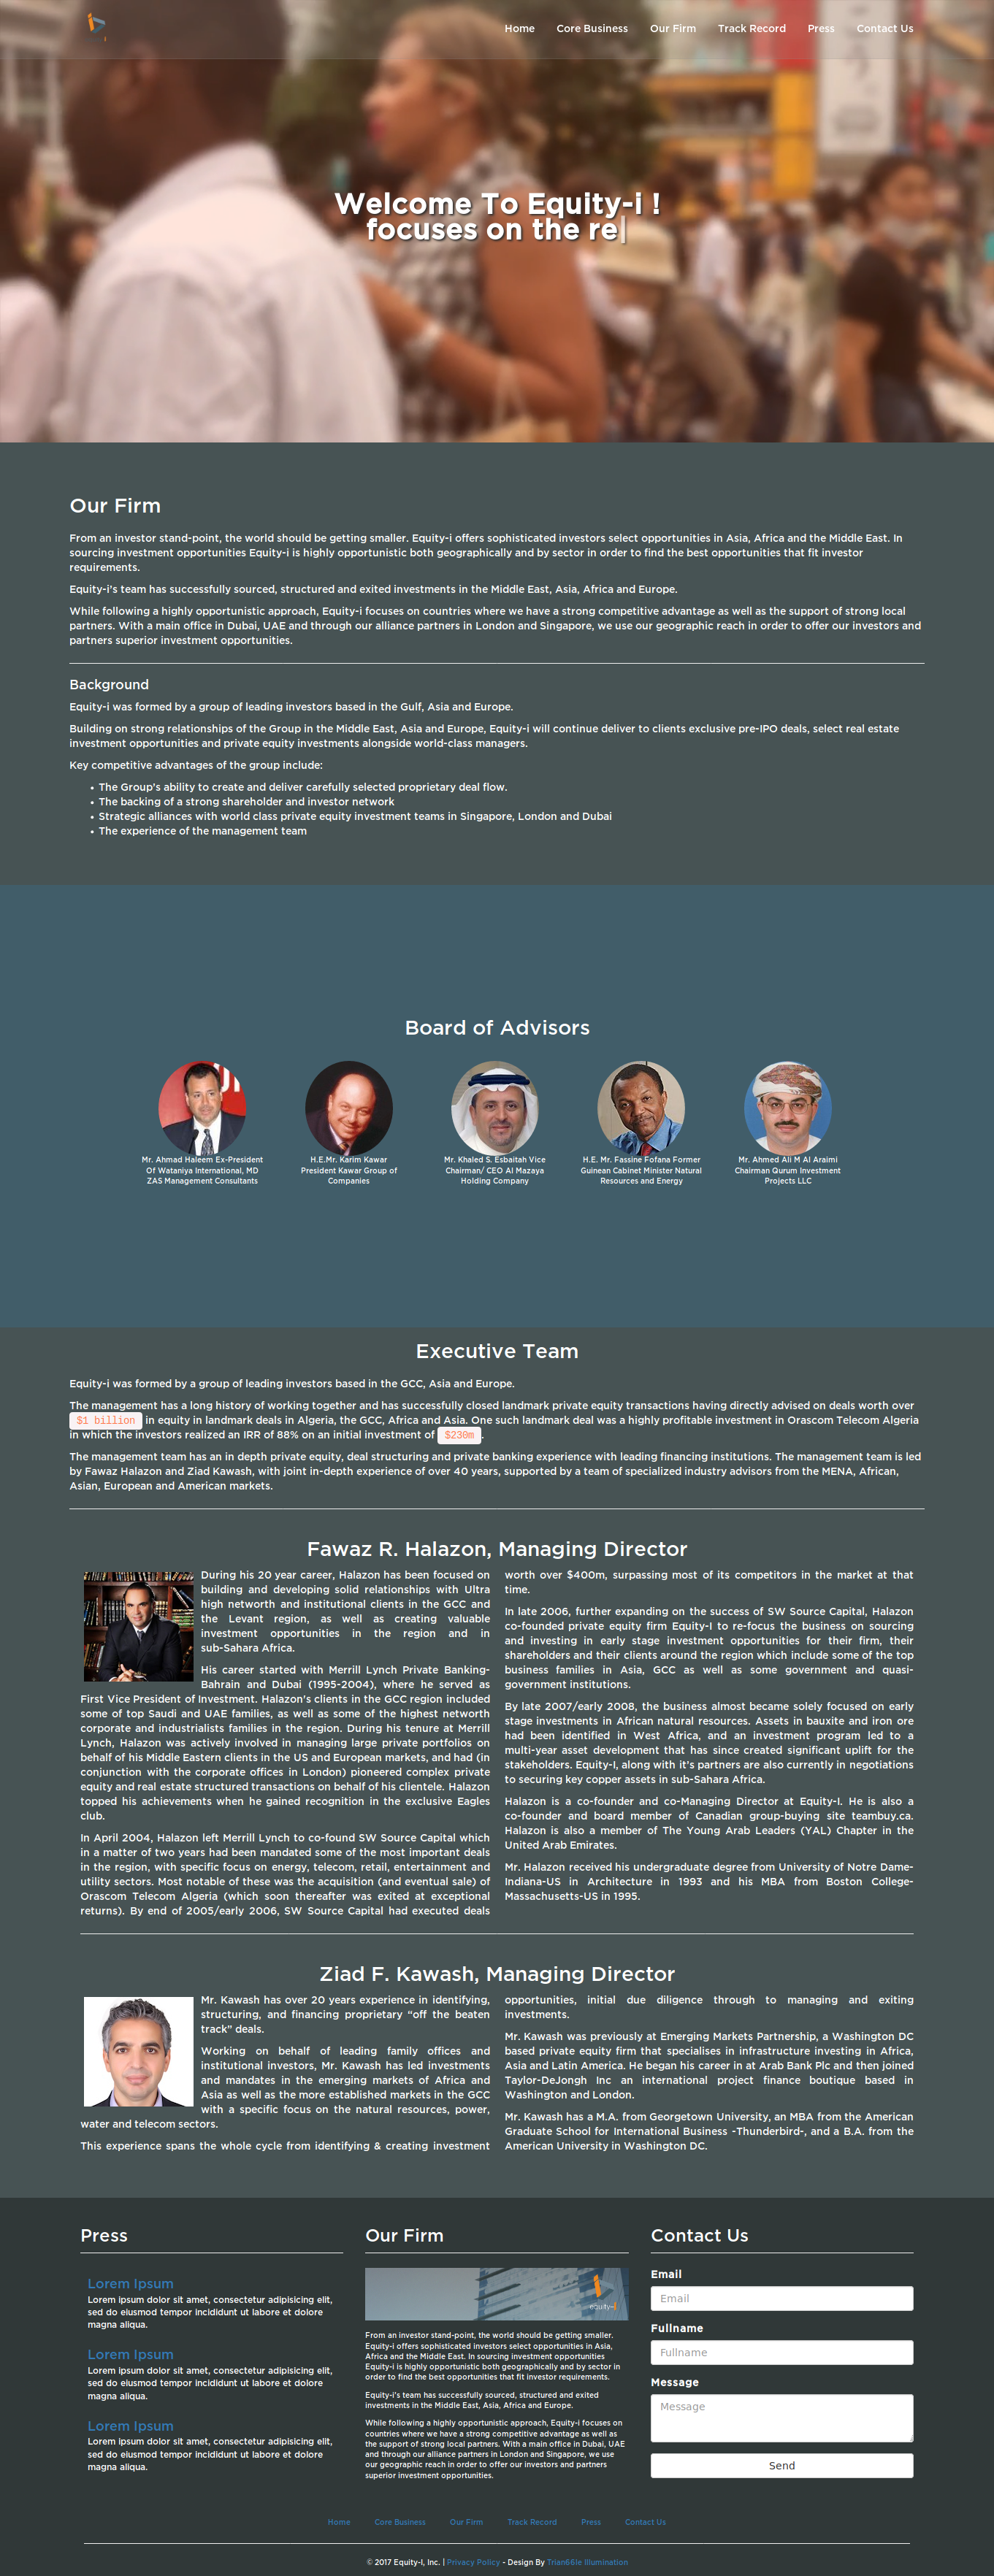 Home Core Business Our Firm Track Record Press Contact Us
Welcome To Equity-i !
focuses on the re|
Our Firm
From an investor stand-point, the world should be getting smaller. Equity-i offers sophisticated investors select opportunities in Asia, Africa and the Middle East. In
sourcing investment opportunities Equity-i is highly opportunistic both geographically and by sector in order to find the best opportunities that fit investor
requirements.
Equity-i's team has successfully sourced, structured and exited investments in the Middle East, Asia, Africa and Europe.
While following a highly opportunistic approach, Equity-i focuses on countries where we have a strong competitive advantage as well as the support of strong local
partners. With a main office in Dubai, UAE and through our alliance partners in London and Singapore, we use our geographic reach in order to offer our investors and
partners superior investment opportunities.
Background
Equity-i was formed by a group of leading investors based in the Gulf, Asia and Europe.
Building on strong relationships of the Group in the Middle East, Asia and Europe, Equity-i will continue deliver to clients exclusive pre-IPO deals, select real estate
investment opportunities and private equity investments alongside world-class managers.
Key competitive advantages of the group include:
• The Group's ability to create and deliver carefully selected proprietary deal flow.
• The backing of a strong shareholder and investor network
• Strategic alliances with world class private equity investment teams in Singapore, London and Dubai
• The experience of the management team
Board of Advisors
Mr. Ahmad Haleem Ex-President
Of Wataniya International, MD
ZAS Management Consultants
H.E.Mr. Karim Kawar
President Kawar Group of
Companies
Mr. Khaled S. Esbaitah Vice
Chairman/ CEO Al Mazaya
Holding Company
H.E. Mr. Fassine Fofana Former
Guinean Cabinet Minister Natural
Resources and Energy
Mr. Ahmed Ali M Al Araimi
Chairman Qurum Investment
Projects LLC
Executive Team
Equity-i was formed by a group of leading investors based in the GCC, Asia and Europe.
The management has a long history of working together and has successfully closed landmark private equity transactions having directly advised on deals worth over
$1 billion in equity in landmark deals in Algeria, the GCC, Africa and Asia. One such landmark deal was a highly profitable investment in Orascom Telecom Algeria
in which the investors realized an IRR of 88% on an initial investment of $230m.
The management team has an in depth private equity, deal structuring and private banking experience with leading financing institutions. The management team is led
by Fawaz Halazon and Ziad Kawash, with joint in-depth experience of over 40 years, supported by a team of specialized industry advisors from the MENA, African,
Asian, European and American markets.
Fawaz R. Halazon, Managing Director
During his 20 year career, Halazon has been focused on
building and developing solid relationships with Ultra
high networth and institutional clients in the GCC and
the Levant region, as well as creating valuable
investment opportunities in the region and in
sub-Sahara Africa.
His career started with Merrill Lynch Private Banking-
Bahrain and Dubai (1995-2004), where he served as
First Vice President of Investment. Halazon's clients in the GCC region included
some of top Saudi and UAE families, as well as some of the highest networth
corporate and industrialists families in the region. During his tenure at Merrill
Lynch, Halazon was actively involved in managing large private portfolios on
behalf of his Middle Eastern clients in the US and European markets, and had (in
conjunction with the corporate offices in London) pioneered complex private
equity and real estate structured transactions on behalf of his clientele. Halazon
topped his achievements when he gained recognition in the exclusive Eagles
club.
In April 2004, Halazon left Merrill Lynch to co-found SW Source Capital which
in a matter of two years had been mandated some of the most important deals
in the region, with specific focus on energy, telecom, retail, entertainment and
utility sectors. Most notable of these was the acquisition (and eventual sale) of
Orascom Telecom Algeria (which soon thereafter was exited at exceptional
returns). By end of 2005/early 2006, SW Source Capital had executed deals
worth over $400m, surpassing most of its competitors in the market at that
time.
In late 2006, further expanding on the success of SW Source Capital, Halazon
co-founded private equity firm Equity-I to re-focus the business on sourcing
and investing in early stage investment opportunities for their firm, their
shareholders and their clients around the region which include some of the top
business families in Asia, GCC as well as some government and quasi-
government institutions.
By late 2007/early 2008, the business almost became solely focused on early
stage investments in African natural resources. Assets in bauxite and iron ore
had been identified in West Africa, and an investment program led to a
multi-year asset development that has since created significant uplift for the
stakeholders. Equity-I, along with it's partners are also currently in negotiations
to securing key copper assets in sub-Sahara Africa.
Halazon is a co-founder and co-Managing Director at Equity-I. He is also a
co-founder and board member of Canadian group-buying site teambuy.ca.
Halazon is also a member of The Young Arab Leaders (YAL) Chapter in the
United Arab Emirates.
Mr. Halazon received his undergraduate degree from University of Notre Dame-
Indiana-US in Architecture in 1993 and his MBA from Boston College-
Massachusetts-US in 1995.
Ziad F. Kawash, Managing Director
Mr. Kawash has over 20 years experience in identifying,
structuring, and financing proprietary “off the beaten
track” deals.
Working on behalf of leading family offices and
institutional investors, Mr. Kawash has led investments
and mandates in the emerging markets of Africa and
Asia as well as the more established markets in the GCC
with a specific focus on the natural resources, power,
water and telecom sectors.
This experience spans the whole cycle from identifying & creating investment
opportunities, initial due diligence through to managing and exiting
investments.
Mr. Kawash was previously at Emerging Markets Partnership, a Washington DC
based private equity firm that specialises in infrastructure investing in Africa,
Asia and Latin America. He began his career in at Arab Bank Plc and then joined
Taylor-DeJongh Inc an international project finance boutique based in
Washington and London.
Mr. Kawash has a M.A. from Georgetown University, an MBA from the American
Graduate School for International Business -Thunderbird-, and a B.A. from the
American University in Washington DC.
Press
Lorem Ipsum
Lorem ipsum dolor sit amet, consectetur adipisicing elit,
sed do eiusmod tempor incididunt ut labore et dolore
magna aliqua.
Lorem Ipsum
Lorem ipsum dolor sit amet, consectetur adipisicing elit,
sed do eiusmod tempor incididunt ut labore et dolore
magna aliqua.
Lorem Ipsum
Lorem ipsum dolor sit amet, consectetur adipisicing elit,
sed do eiusmod tempor incididunt ut labore et dolore
magna aliqua.
Our Firm
equity-i
From an investor stand-point, the world should be getting smaller.
Equity-i offers sophisticated investors select opportunities in Asia,
Africa and the Middle East. In sourcing investment opportunities
Equity-i is highly opportunistic both geographically and by sector in
order to find the best opportunities that fit investor requirements.
Equity-i's team has successfully sourced, structured and exited
investments in the Middle East, Asia, Africa and Europe.
While following a highly opportunistic approach, Equity-i focuses on
countries where we have a strong competitive advantage as well as
the support of strong local partners. With a main office in Dubai, UAE
and through our alliance partners in London and Singapore, we use
our geographic reach in order to offer our investors and partners
superior investment opportunities.
Contact Us
Email
Email
Fullname
Fullname
Message
Message
Send
Home Core Business Our Firm Track Record Press Contact Us
© 2017 Equity-I, Inc. | Privacy Policy - Design By Trian66le Illumination